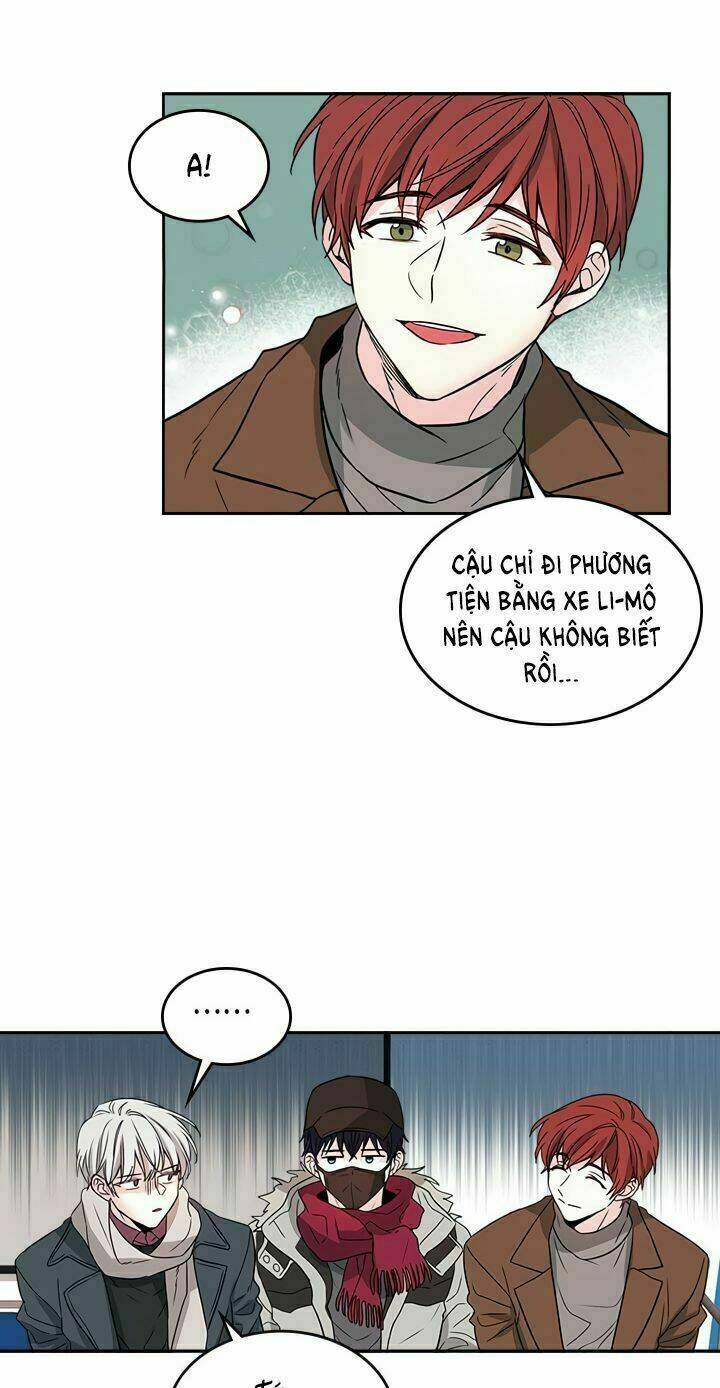 A!
CẬU CHỈ ĐI PHƯƠNG
TIỆN BẰNG XE LI-MÔ
NÊN CẬU KHÔNG BIẾT
RỒI...
......